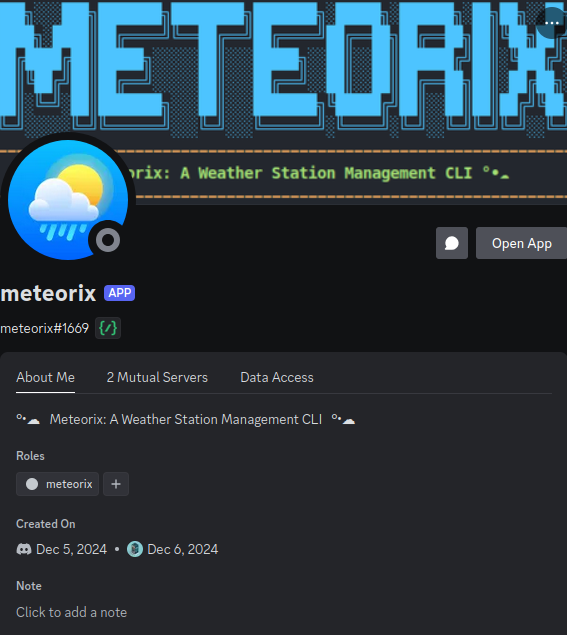 METEORIX
orix: A Weather Station Management CLI °•☁
Open App
meteorix APP
meteorix#1669 {/}
About Me 2 Mutual Servers Data Access
°•☁ Meteorix: A Weather Station Management CLI °•☁
Roles
meteorix +
Created On
Dec 5, 2024 • Dec 6, 2024
Note
Click to add a note